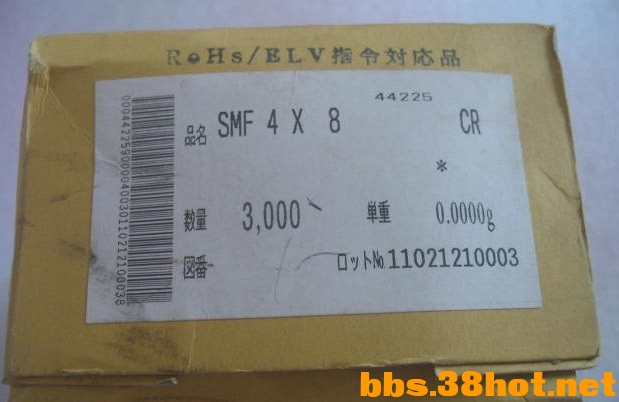 RoHs/ELV指令対応品
44225
品名 SMF 4 X 8 CR
*
数量 3,000 単重 0.0000g
図番 ロット№ 11021210003
0004422590000400301102121000038
bbs.38hot.net